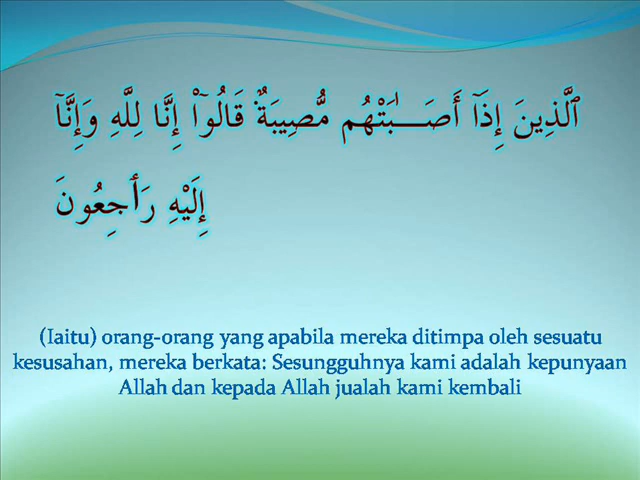 ٱلَّذِينَ إِذَآ أَصَـٰبَتْهُم مُّصِيبَةٌ قَالُوٓا۟ إِنَّا لِلَّهِ وَإِنَّآ
إِلَيْهِ رَٰجِعُونَ
(Iaitu) orang-orang yang apabila mereka ditimpa oleh sesuatu
kesusahan, mereka berkata: Sesungguhnya kami adalah kepunyaan
Allah dan kepada Allah jualah kami kembali